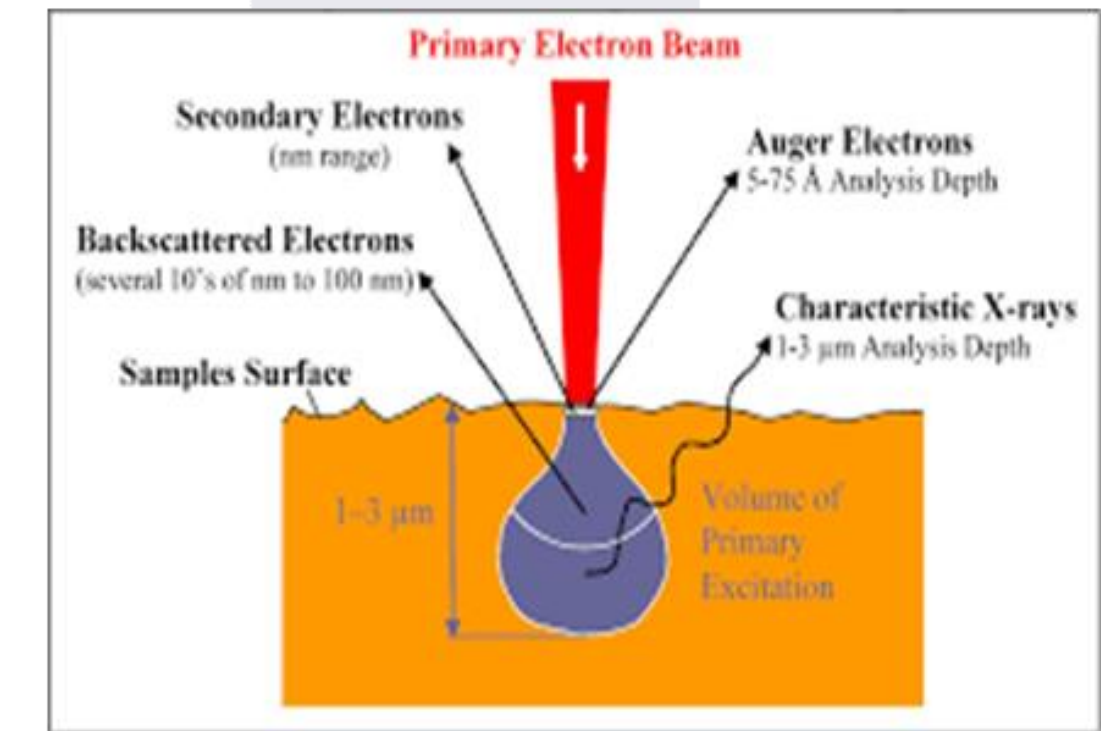 Primary Electron Beam
Secondary Electrons
(nm range)
Auger Electrons
5-75 Å Analysis Depth
Backscattered Electrons
(several 10's of nm to 100 nm)
Characteristic X-rays
1-3 µm Analysis Depth
Samples Surface
1–3 µm
Volume of
Primary
Excitation